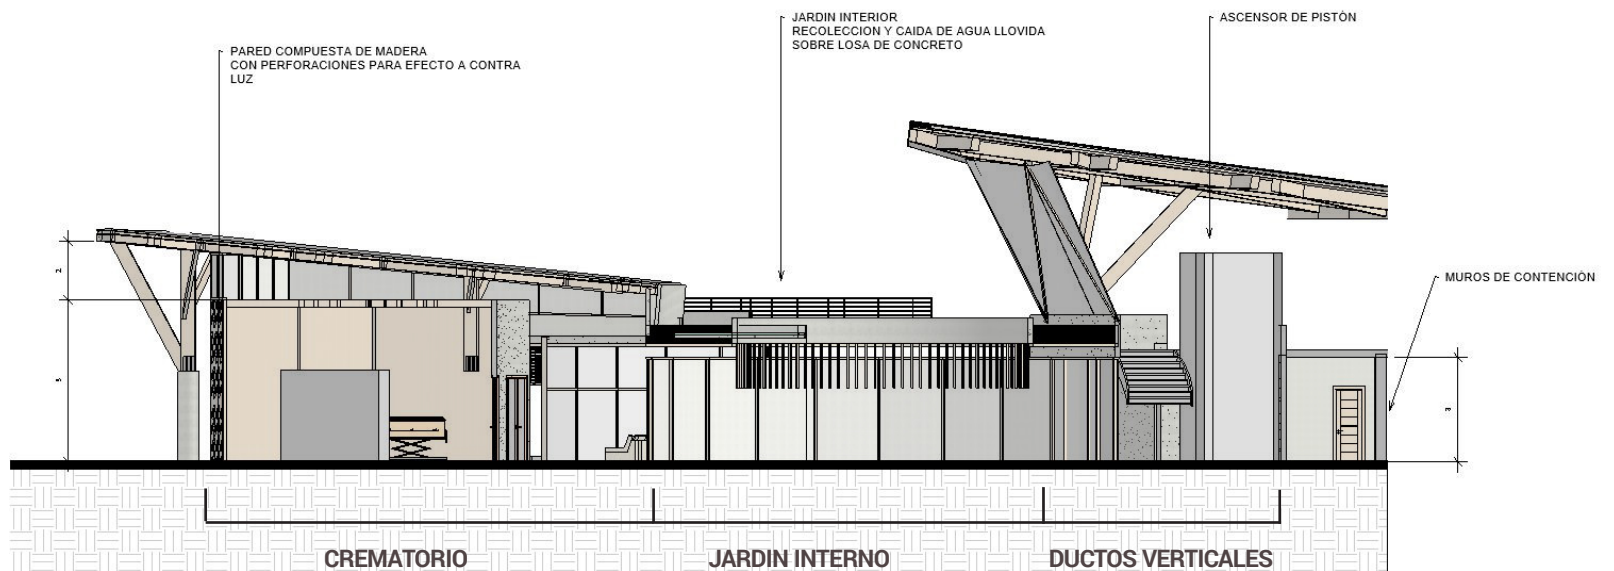 JARDIN INTERIOR
RECOLECCION Y CAIDA DE AGUA LLOVIDA
SOBRE LOSA DE CONCRETO
ASCENSOR DE PISTÓN
PARED COMPUESTA DE MADERA
CON PERFORACIONES PARA EFECTO A CONTRA
LUZ
MUROS DE CONTENCIÓN
2
CREMATORIO
JARDIN INTERNO
DUCTOS VERTICALES